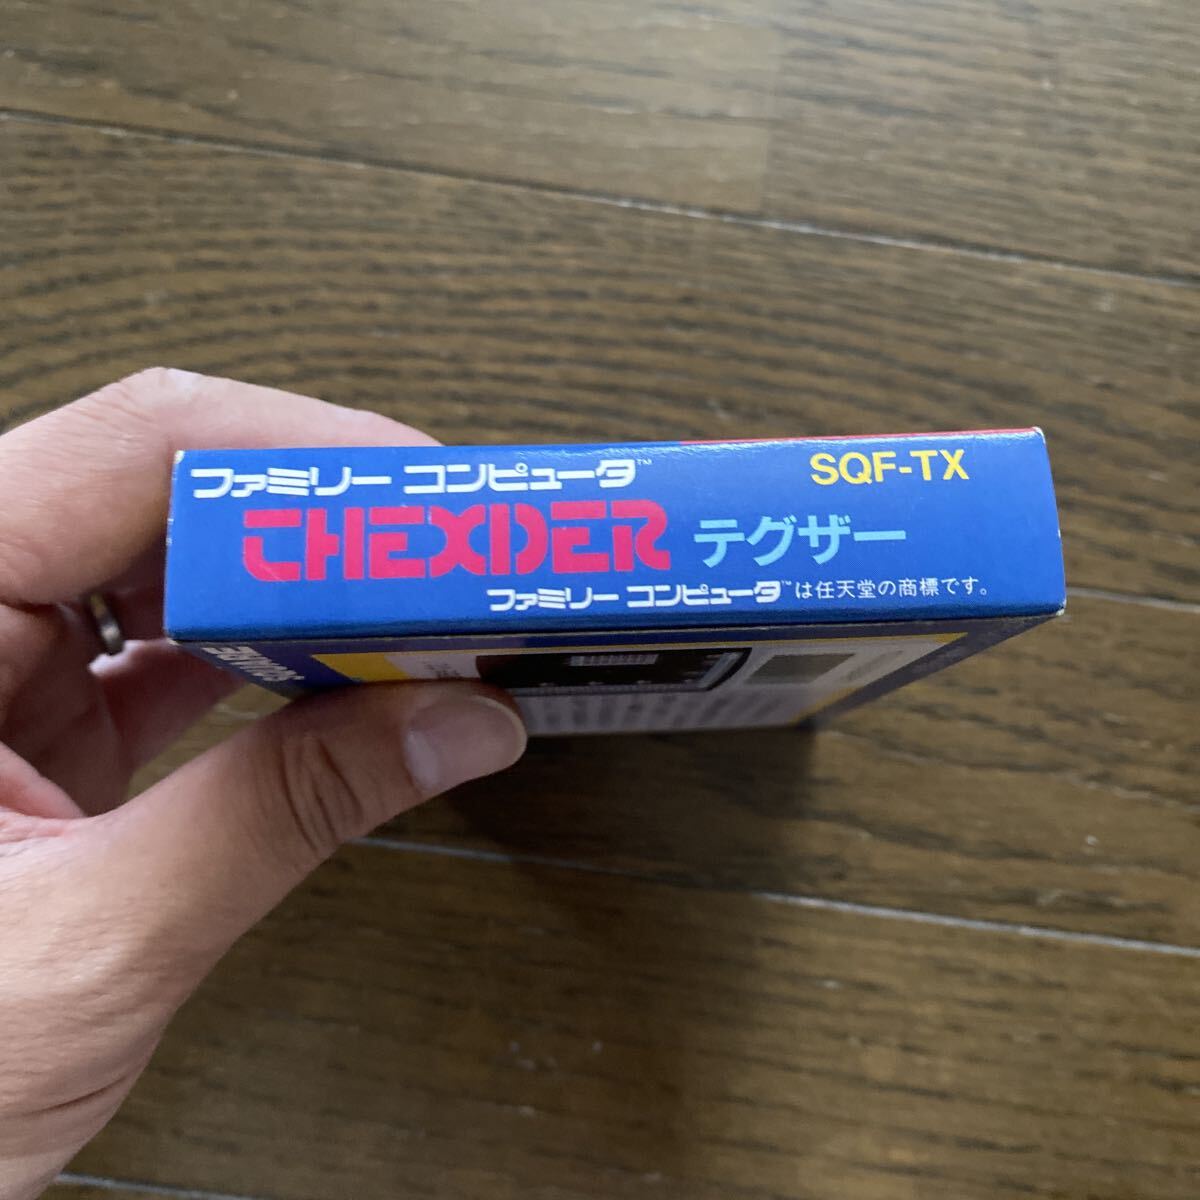 ファミリー コンピュータ™
SQF-TX
THEXDER テグザー
ファミリー コンピュータ™は任天堂の商標です。
SQUARE